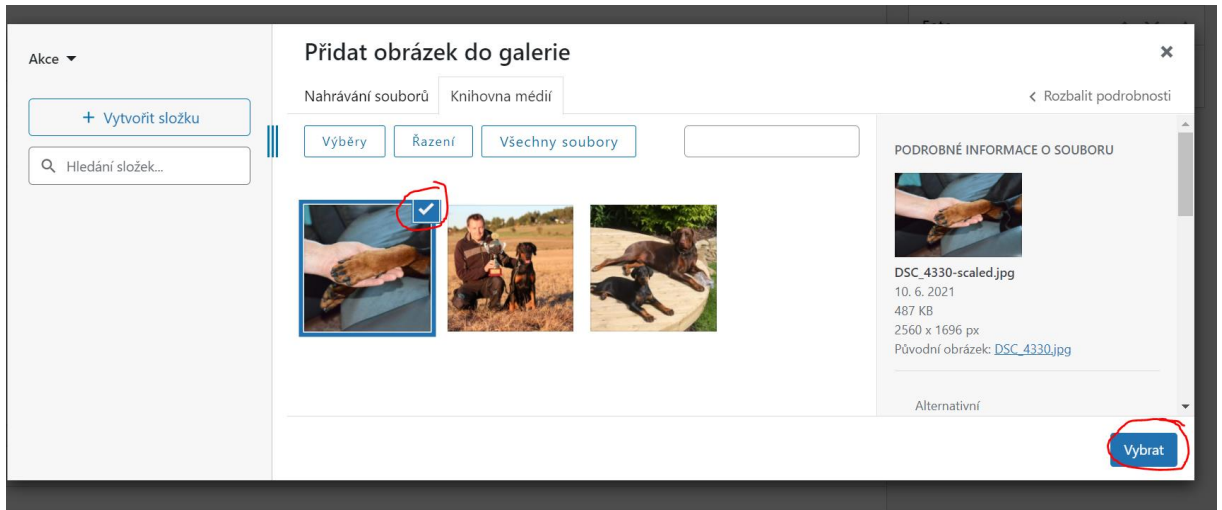 Akce
Přidat obrázek do galerie
Nahrávání souborů
Knihovna médií
Rozbalit podrobnosti
+ Vytvořit složku
Hledání složek...
Výběry
Řazení
Všechny soubory
PODROBNÉ INFORMACE O SOUBORU
DSC_4330-scaled.jpg
10. 6. 2021
487 KB
2560 x 1696 px
Původní obrázek: DSC_4330.jpg
Alternativní
Vybrat